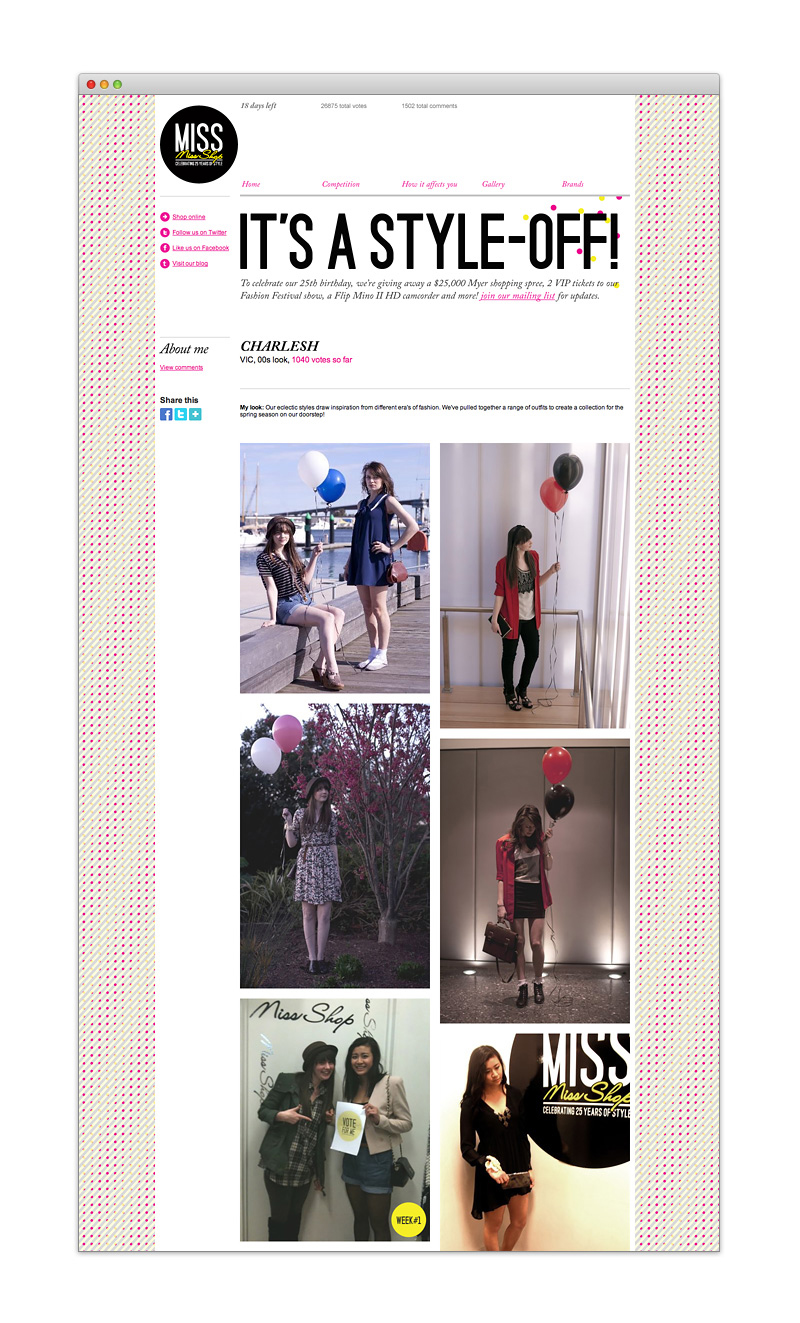 18 days left
26875 total votes
1502 total comments
MISS
Miss Shop
CELEBRATING 25 YEARS OF STYLE
Home
Competition
How it affects you
Gallery
Brands
Shop online
Follow us on Twitter
Like us on Facebook
Visit our blog
IT'S A STYLE-OFF!
To celebrate our 25th birthday, we're giving away a $25,000 Myer shopping spree, 2 VIP tickets to our
Fashion Festival show, a Flip Mino II HD camcorder and more! join our mailing list for updates.
About me
View comments
Share this
CHARLESH
VIC, 00s look, 1040 votes so far
My look: Our eclectic styles draw inspiration from different era's of fashion. We've pulled together a range of outfits to create a collection for the
spring season on our doorstep!
Miss Shop
Miss Shop
VOTE
FOR ME
WEEK #1
MISS
Miss Shop
CELEBRATING 25 YEARS OF STYLE